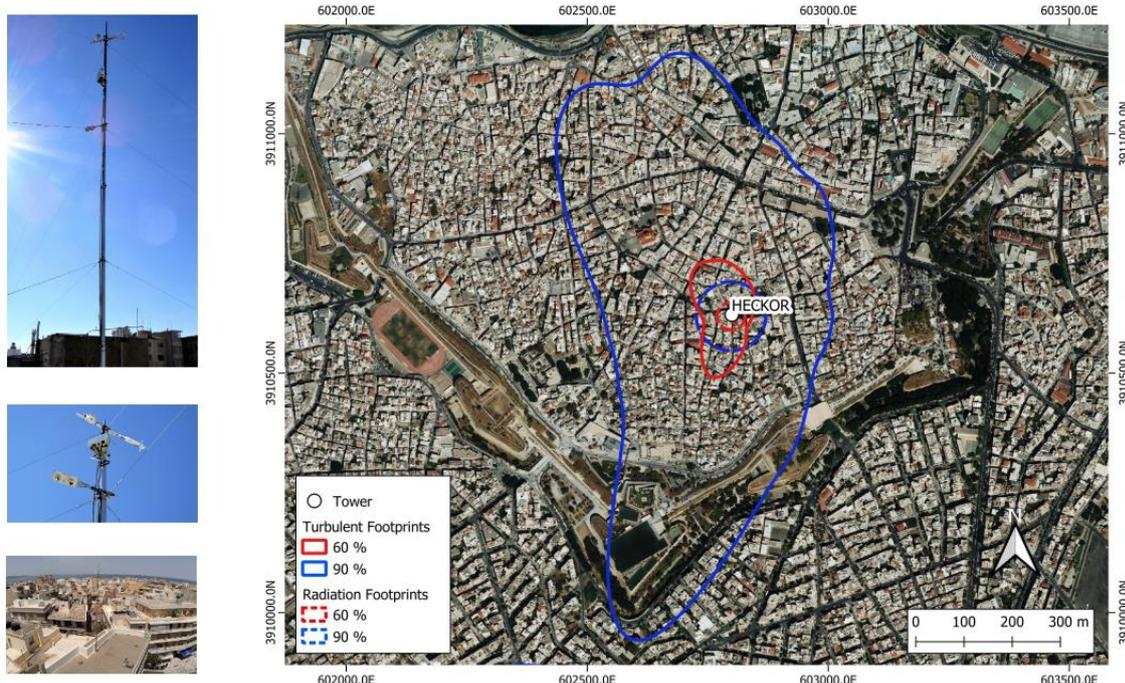 602000.0E 602500.0E 603000.0E 603500.0E
3911000.0N
3911000.0N
HECKOR
3910500.0N
3910500.0N
Tower
Turbulent Footprints
60 %
90 %
Radiation Footprints
60 %
90 %
N
0 100 200 300 m
3910000.0N
3910000.0N
602000.0E 602500.0E 603000.0E 603500.0E